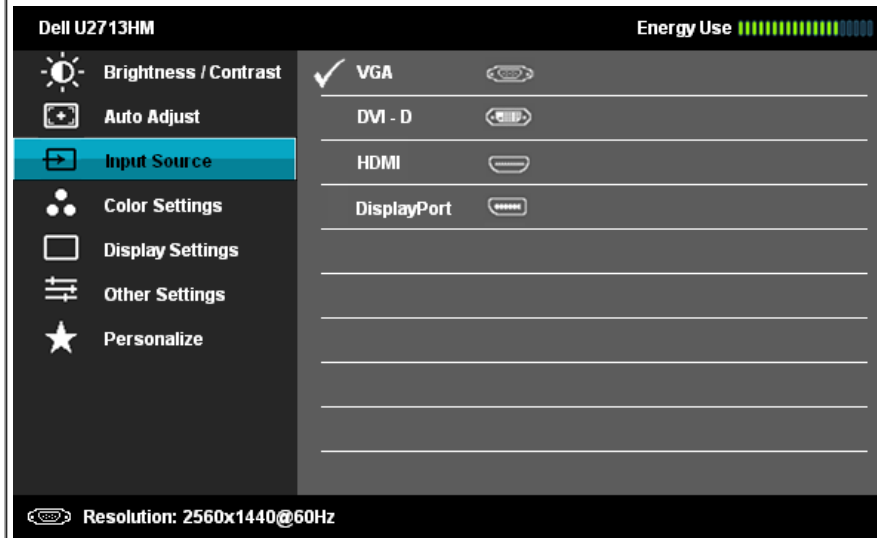 Dell U2713HM
Energy Use
Brightness / Contrast
VGA
Auto Adjust
DVI - D
Input Source
HDMI
Color Settings
DisplayPort
Display Settings
Other Settings
Personalize
Resolution: 2560x1440@60Hz